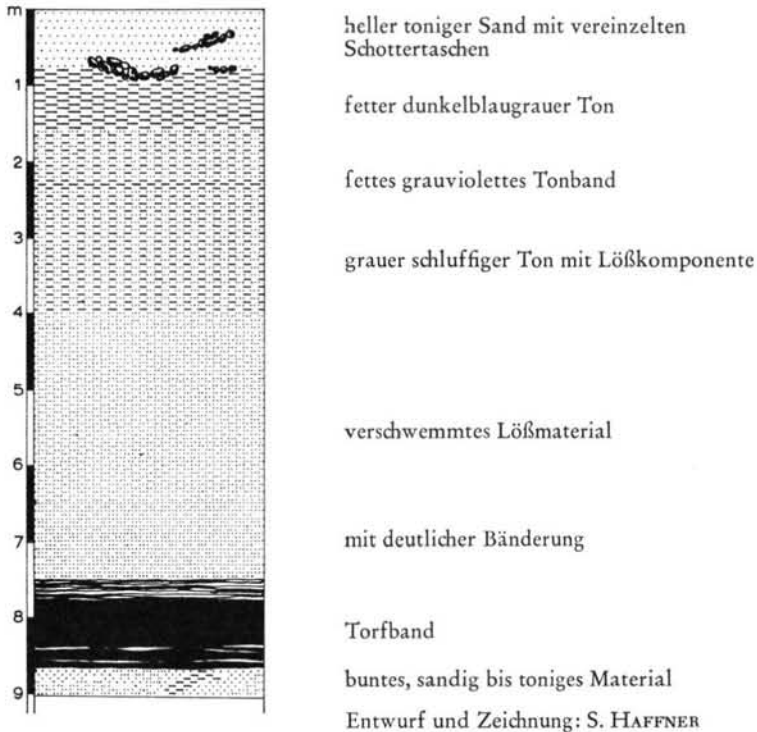 m
heller toniger Sand mit vereinzelten
Schottertaschen
1
fetter dunkelblaugrauer Ton
2
fettes grauviolettes Tonband
3
grauer schluffiger Ton mit Lößkomponente
4
5
verschwemmtes Lößmaterial
6
7
mit deutlicher Bänderung
8
Torfband
buntes, sandig bis toniges Material
9
Entwurf und Zeichnung: S. HAFFNER